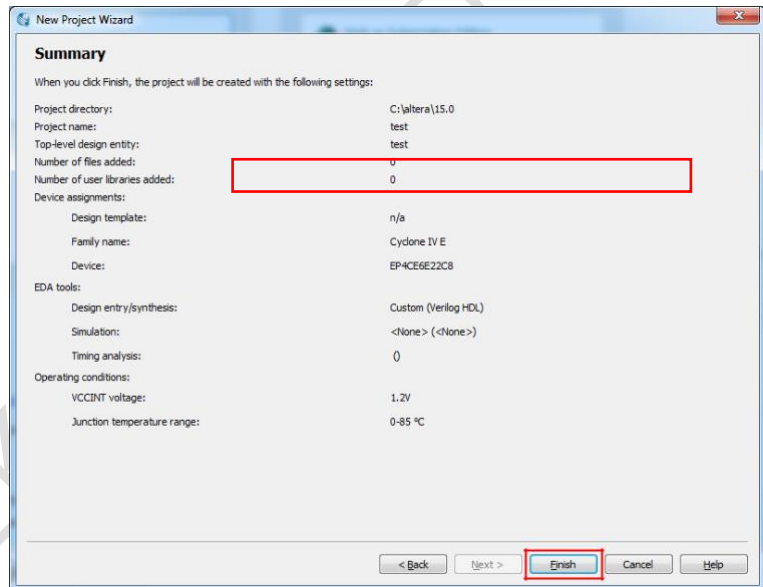 New Project Wizard
Summary
When you click Finish, the project will be created with the following settings:
Project directory: C:\altera\15.0
Project name: test
Top-level design entity: test
Number of files added: 0
Number of user libraries added: 0
Device assignments:
Design template: n/a
Family name: Cyclone IV E
Device: EP4CE6E22C8
EDA tools:
Design entry/synthesis: Custom (Verilog HDL)
Simulation: <None> (<None>)
Timing analysis: ()
Operating conditions:
VCCINT voltage: 1.2V
Junction temperature range: 0-85 ºC
< Back Next > Finish Cancel Help